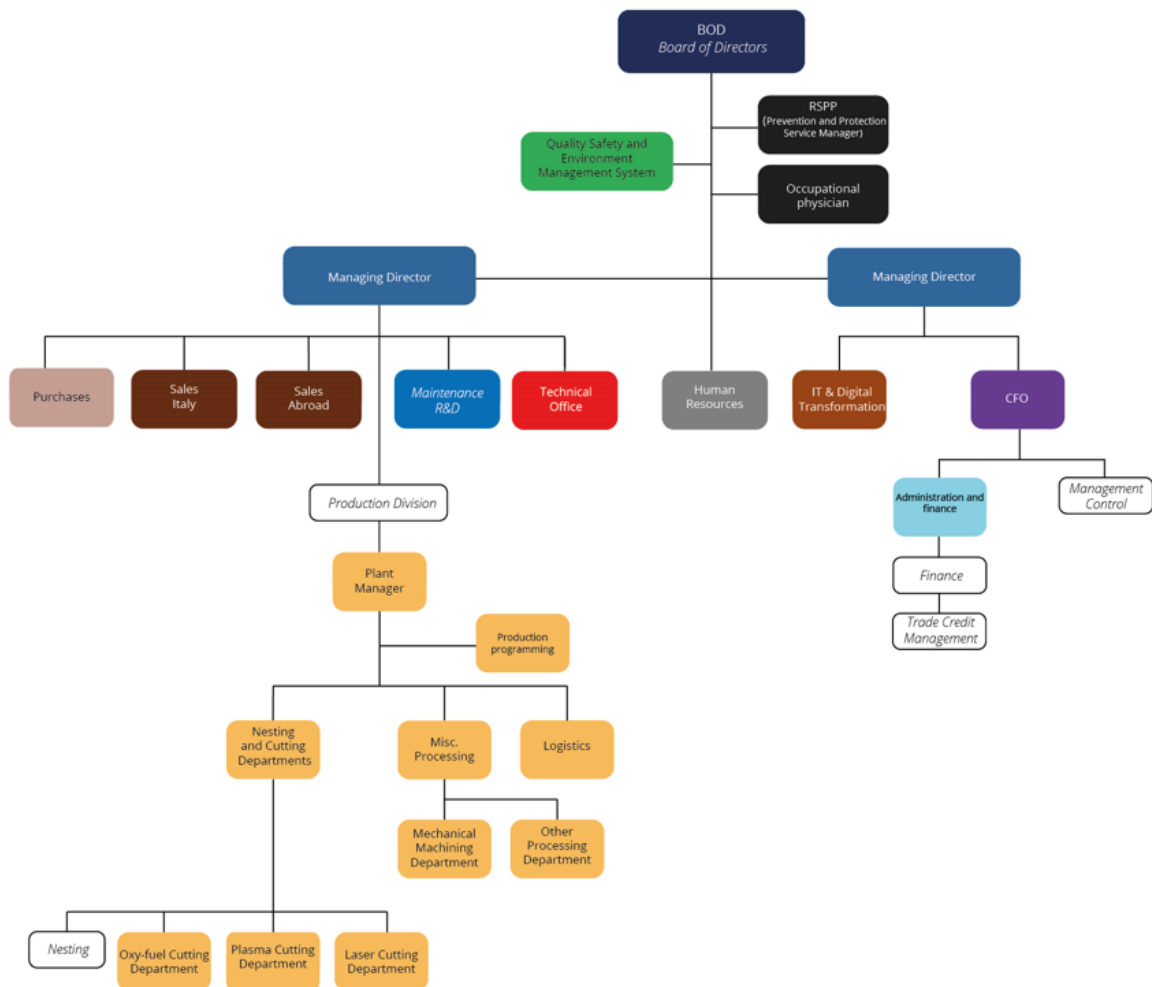 BOD
Board of Directors
RSPP
(Prevention and Protection
Service Manager)
Quality Safety and
Environment
Management System
Occupational
physician
Managing Director
Managing Director
Purchases
Sales
Italy
Sales
Abroad
Maintenance
R&D
Technical
Office
Human
Resources
IT & Digital
Transformation
CFO
Production Division
Administration and
finance
Management
Control
Plant
Manager
Finance
Trade Credit
Management
Production
programming
Nesting
and Cutting
Departments
Misc.
Processing
Logistics
Mechanical
Machining
Department
Other
Processing
Department
Nesting
Oxy-fuel Cutting
Department
Plasma Cutting
Department
Laser Cutting
Department